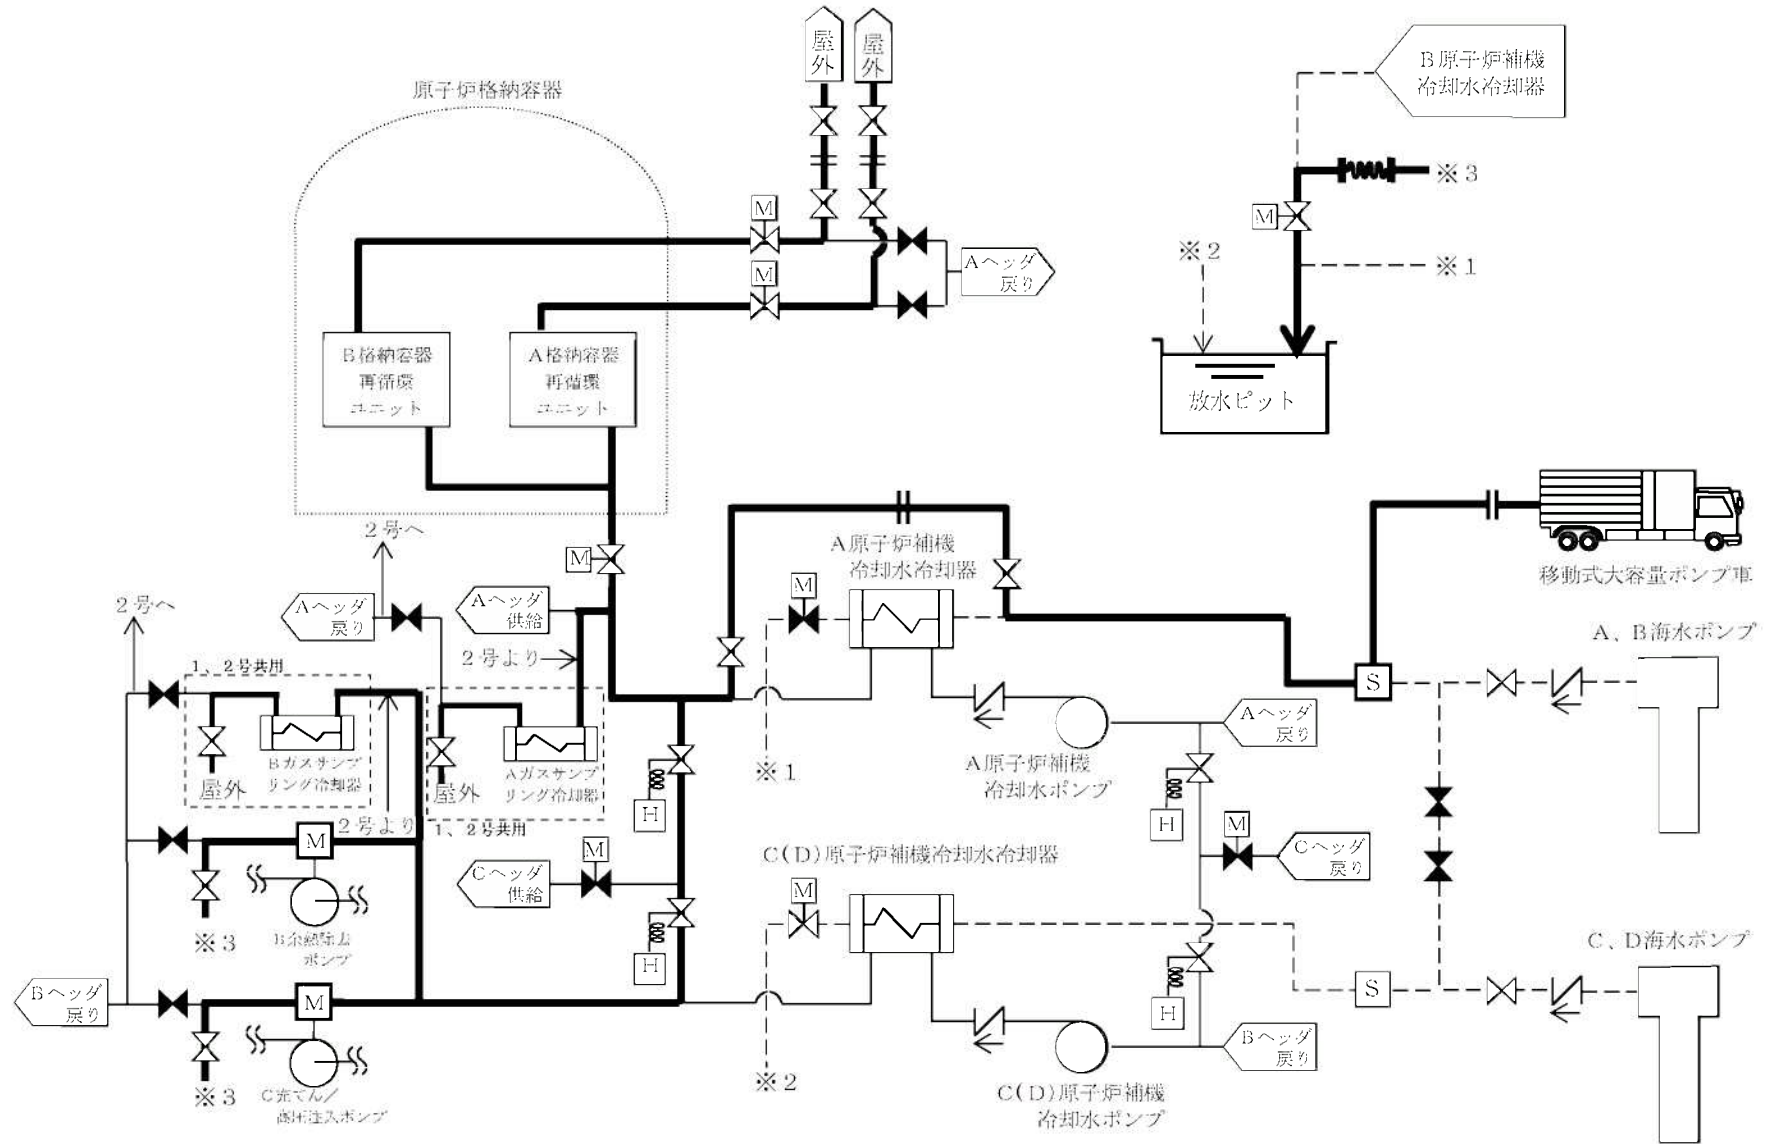 屋外
屋外
原子炉格納容器
B原子炉補機
冷却水冷却器
※3
M
M
M
※2
※1
Aヘッダ
戻り
B格納容器
再循環
ユニット
A格納容器
再循環
ユニット
放水ピット
2号へ
M
A原子炉補機
冷却水冷却器
移動式大容量ポンプ車
2号へ
Aヘッダ
戻り
Aヘッダ
供給
M
A、B海水ポンプ
2号より
1、2号共用
S
Aヘッダ
戻り
Bガスサンプ
リング冷却器
屋外
Aガスサンプ
リング冷却器
屋外
※1
A原子炉補機
冷却水ポンプ
H
H
2号より
1、2号共用
M
M
M
C(D)原子炉補機冷却水冷却器
Cヘッダ
戻り
Cヘッダ
供給
M
※3
B余熱除去
ポンプ
C、D海水ポンプ
H
S
Bヘッダ
戻り
M
H
Bヘッダ
戻り
※3
C充てん/
高圧注入ポンプ
※2
C(D)原子炉補機
冷却水ポンプ